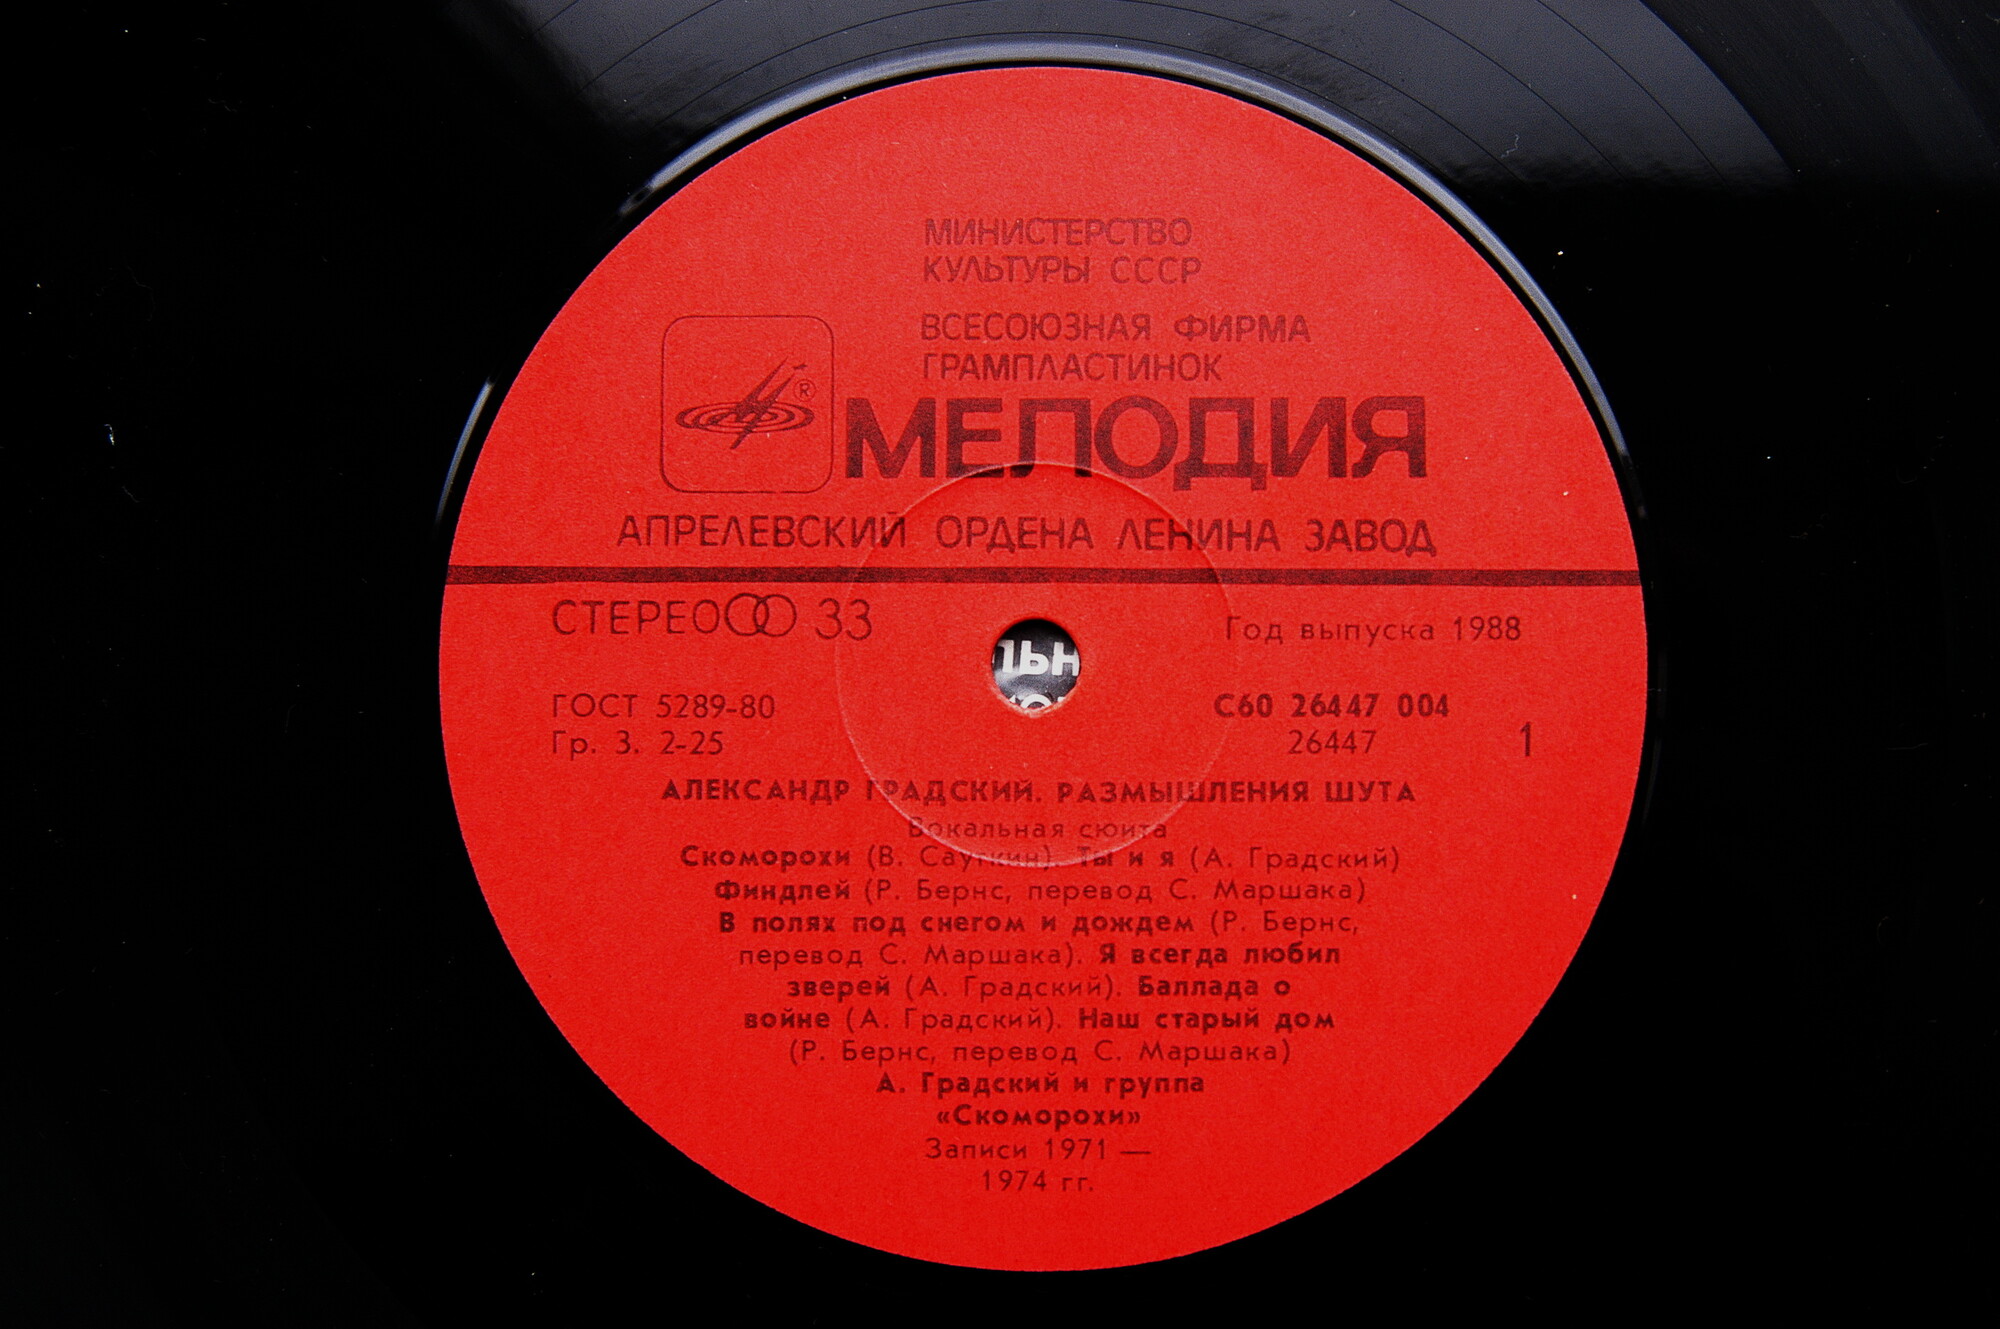 МИНИСТЕРСТВО
КУЛЬТУРЫ СССР
ВСЕСОЮЗНАЯ ФИРМА
ГРАМПЛАСТИНОК
®
МЕЛОДИЯ
АПРЕЛЕВСКИЙ ОРДЕНА ЛЕНИНА ЗАВОД
СТЕРЕО 33
Год выпуска 1988
ЛЬН
ГОСТ 5289-80
С60 26447 004
Гр. 3. 2-25
26447
1
АЛЕКСАНДР ГРАДСКИЙ. РАЗМЫШЛЕНИЯ ШУТА
Вокальная сюита
Скоморохи (В. Сауткин). Ты и я (А. Градский)
Финдлей (Р. Бернс, перевод С. Маршака)
В полях под снегом и дождем (Р. Бернс,
перевод С. Маршака). Я всегда любил
зверей (А. Градский). Баллада о
войне (А. Градский). Наш старый дом
(Р. Бернс, перевод С. Маршака)
А. Градский и группа
«Скоморохи»
Записи 1971 —
1974 гг.